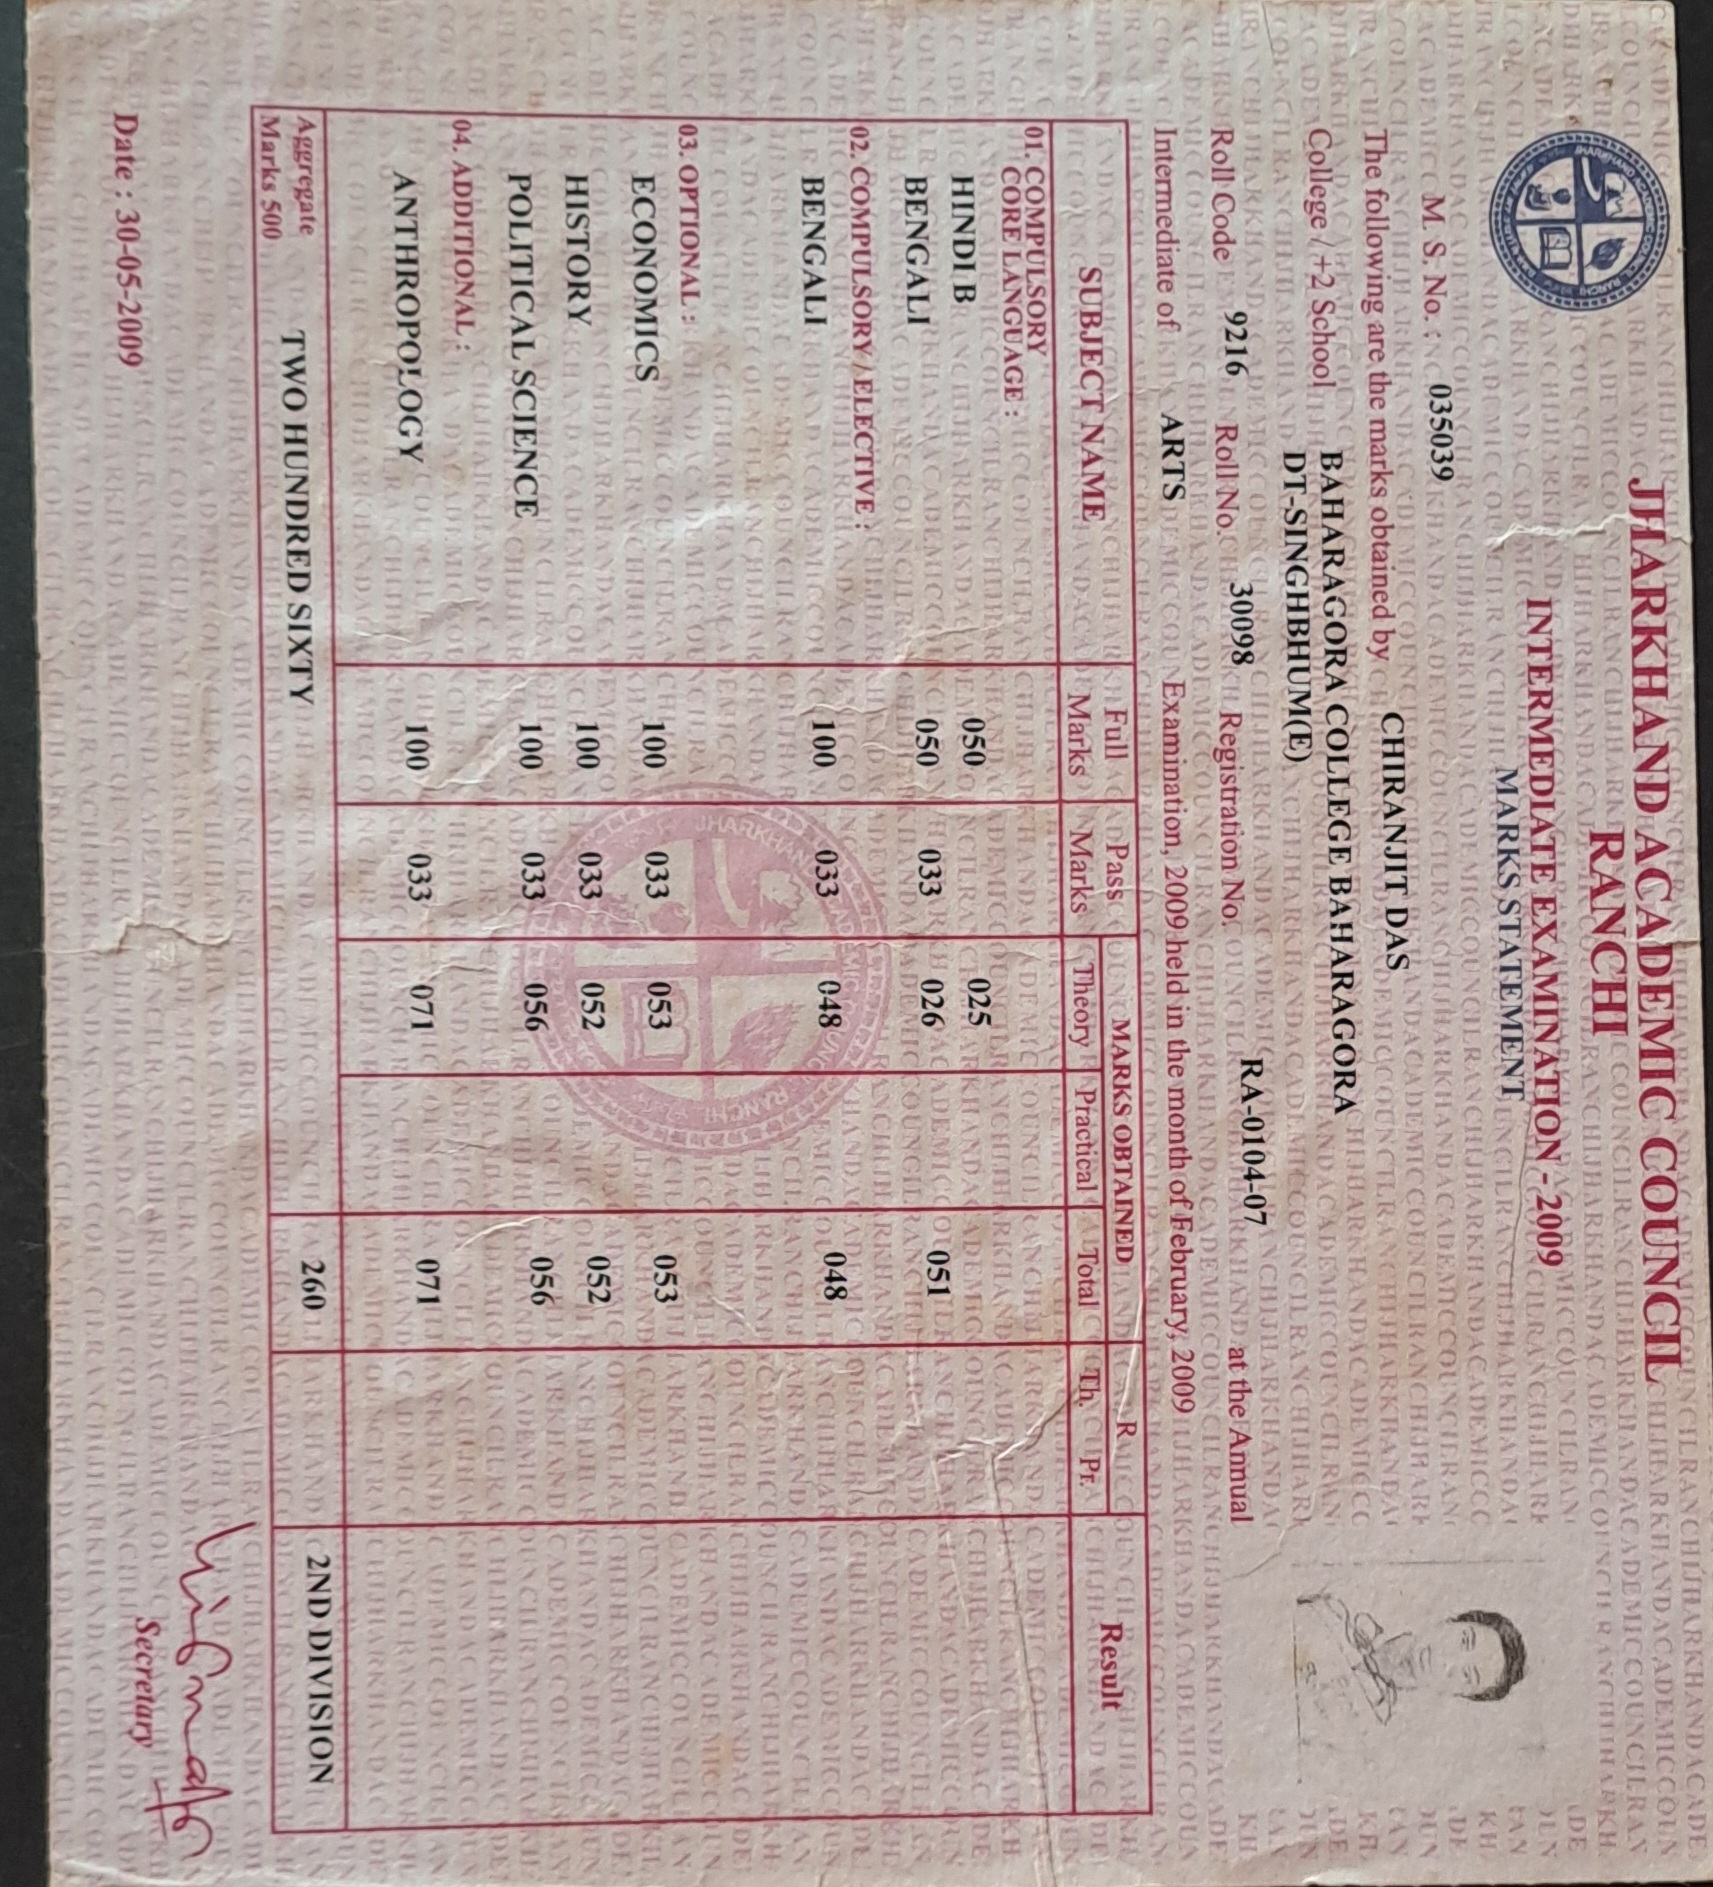 JHARKHAND ACADEMIC COUNCIL
RANCHI
INTERMEDIATE EXAMINATION - 2009
MARKS STATEMENT
M. S. No. : 035039
The following are the marks obtained by CHIRANJIT DAS
College / +2 School BAHARAGORA COLLEGE BAHARAGORA
DT-SINGHBHUM(E)
Roll Code 9216 Roll No. 30098 Registration No. RA-0104-07 at the Annual
Intermediate of ARTS Examination, 2009 held in the month of February, 2009
SUBJECT NAME Full Marks Pass Marks MARKS OBTAINED R Result
Theory Practical Total Th. Pr.
01. COMPULSORY
CORE LANGUAGE :
HINDI B 050 025
BENGALI 050 033 026 051
02. COMPULSORY / ELECTIVE :
BENGALI 100 033 048 048
03. OPTIONAL :
ECONOMICS 100 033 053 053
HISTORY 100 033 052 052
POLITICAL SCIENCE 100 033 056 056
04. ADDITIONAL :
ANTHROPOLOGY 100 033 071 071
Aggregate Marks 500 TWO HUNDRED SIXTY 260 2ND DIVISION
Date : 30-05-2009
Secretary